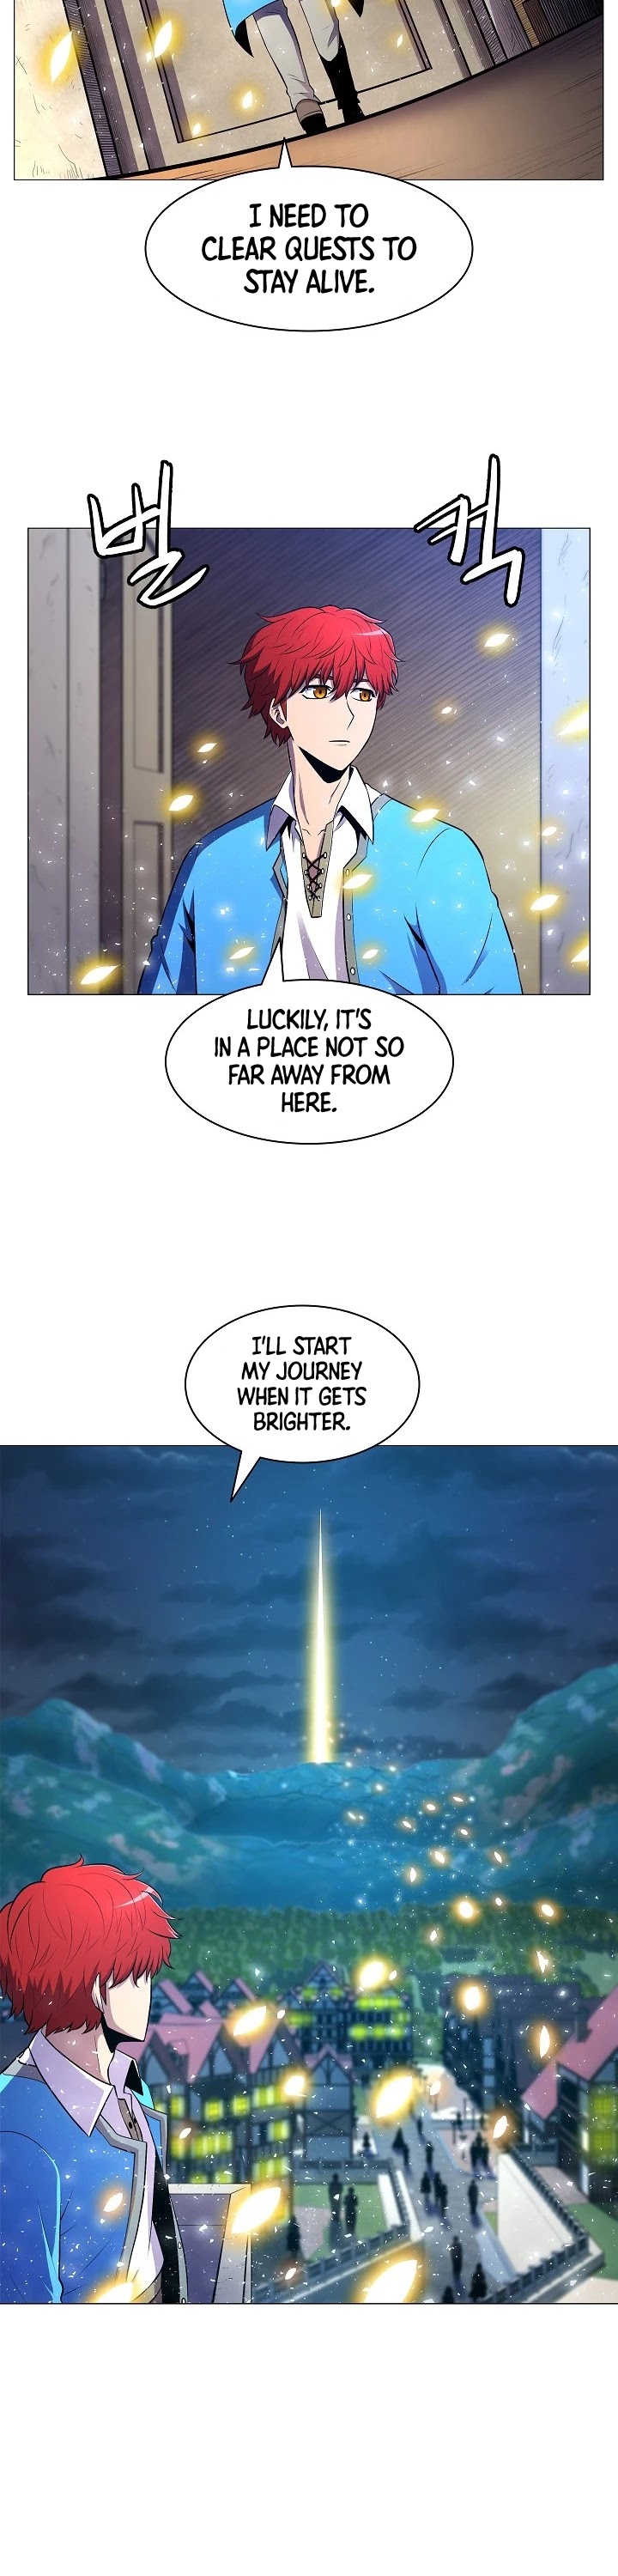 I NEED TO
CLEAR QUESTS TO
STAY ALIVE.
벌 컥
LUCKILY, IT'S
IN A PLACE NOT SO
FAR AWAY FROM
HERE.
I'LL START
MY JOURNEY
WHEN IT GETS
BRIGHTER.